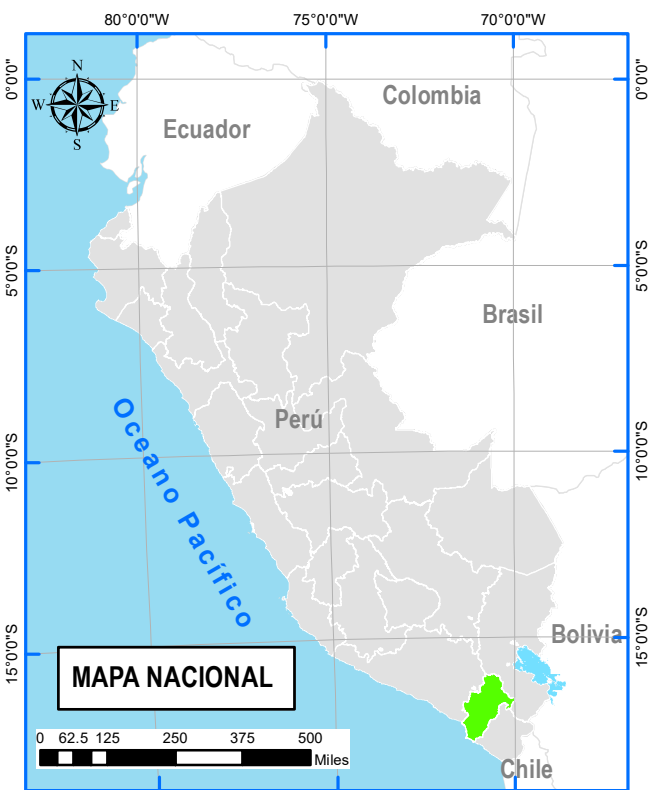 80°0'0"W 75°0'0"W 70°0'0"W
0°0'0" 0°0'0"
N
W E
S
Colombia
Ecuador
5°0'0"S 5°0'0"S
Brasil
Perú
Oceano Pacífico
10°0'0"S 10°0'0"S
Bolivia
15°0'0"S 15°0'0"S
MAPA NACIONAL
0 62.5 125 250 375 500
Miles
Chile